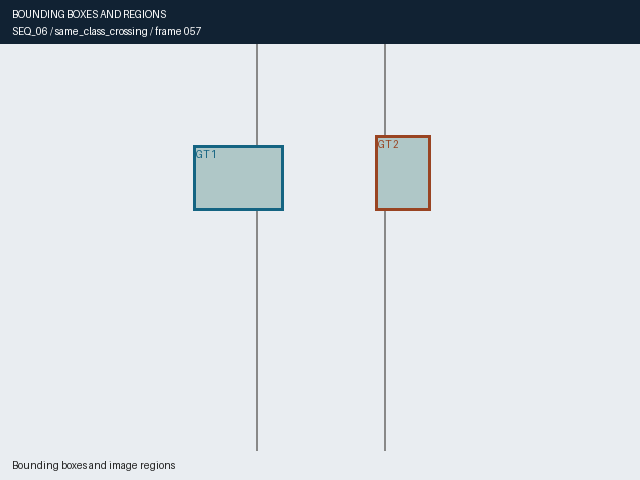 BOUNDING BOXES AND REGIONS
SEQ_06 / same_class_crossing / frame 057
GT1
GT2
Bounding boxes and image regions